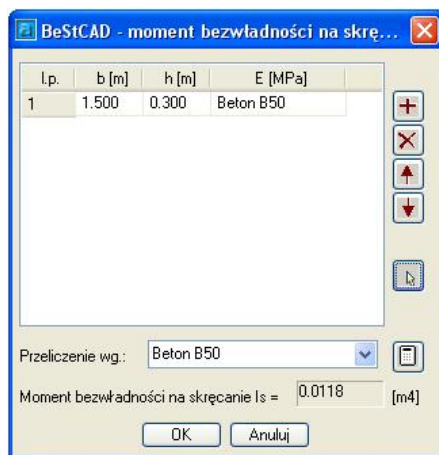 BeStCAD - moment bezwładności na skrę...
l.p. b [m] h [m] E [MPa]
1 1.500 0.300 Beton B50
Przeliczenie wg.: Beton B50
Moment bezwładności na skręcanie Is = 0.0118 [m4]
OK Anuluj